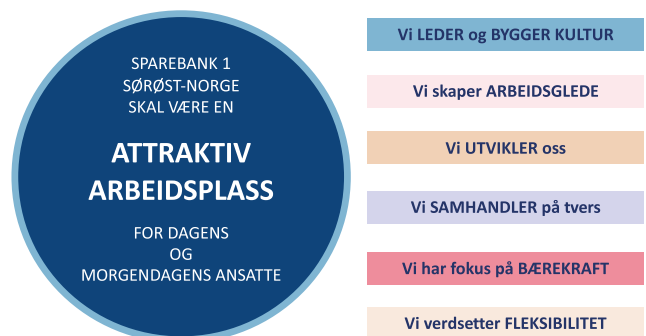 SPAREBANK 1
SØRØST-NORGE
SKAL VÆRE EN
ATTRAKTIV
ARBEIDSPLASS
FOR DAGENS
OG
MORGENDAGENS ANSATTE
Vi LEDER og BYGGER KULTUR
Vi skaper ARBEIDSGLEDE
Vi UTVIKLER oss
Vi SAMHANDLER på tvers
Vi har fokus på BÆREKRAFT
Vi verdsetter FLEKSIBILITET